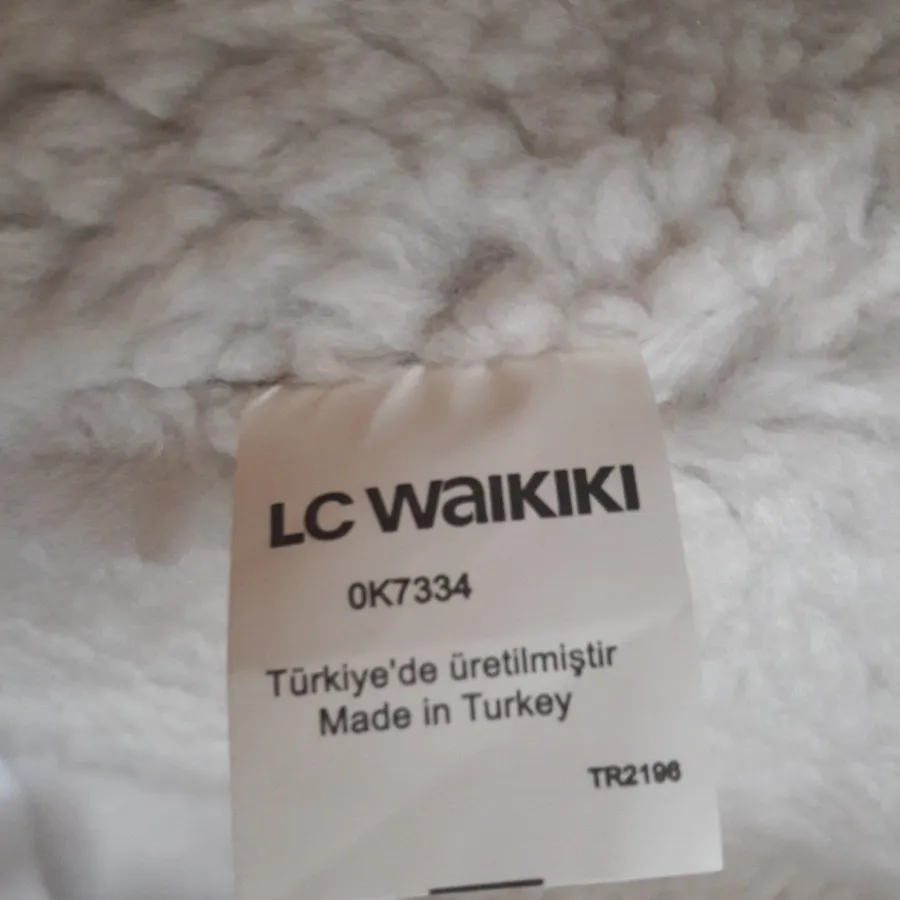 LC WAIKIKI
0K7334
Türkiye'de üretilmiştir
Made in Turkey
TR2196